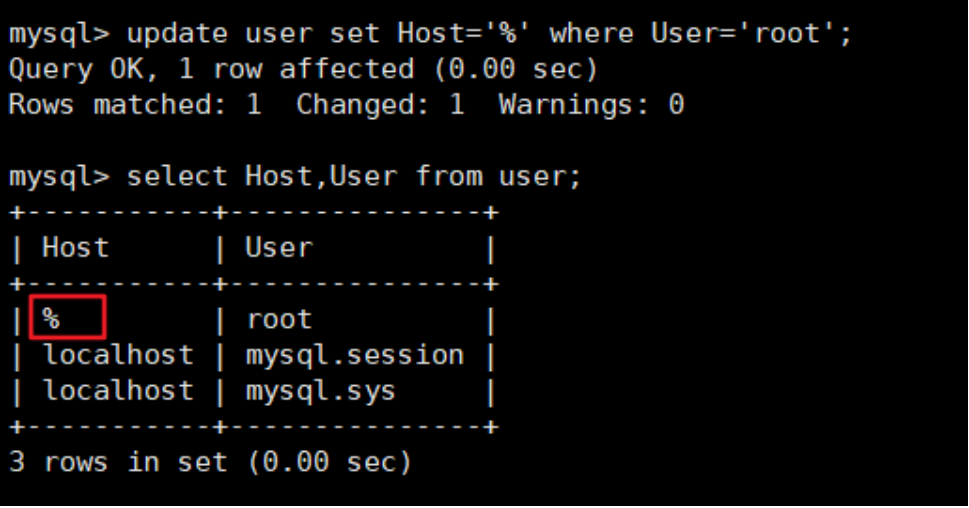 mysql> update user set Host='%' where User='root';
Query OK, 1 row affected (0.00 sec)
Rows matched: 1  Changed: 1  Warnings: 0
mysql> select Host,User from user;
+-----------+---------------+
| Host      | User          |
+-----------+---------------+
| %         | root          |
| localhost | mysql.session |
| localhost | mysql.sys     |
+-----------+---------------+
3 rows in set (0.00 sec)